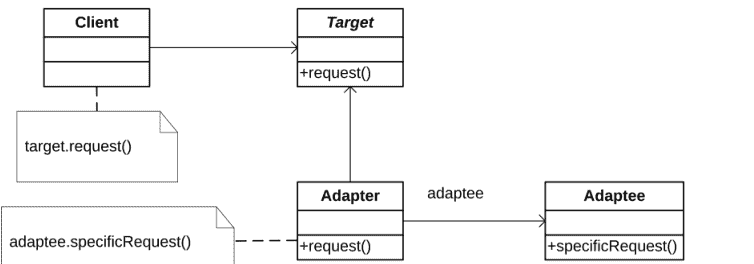 Client
Target
+request()
target.request()
Adapter
adaptee
Adaptee
adaptee.specificRequest()
+request()
+specificRequest()